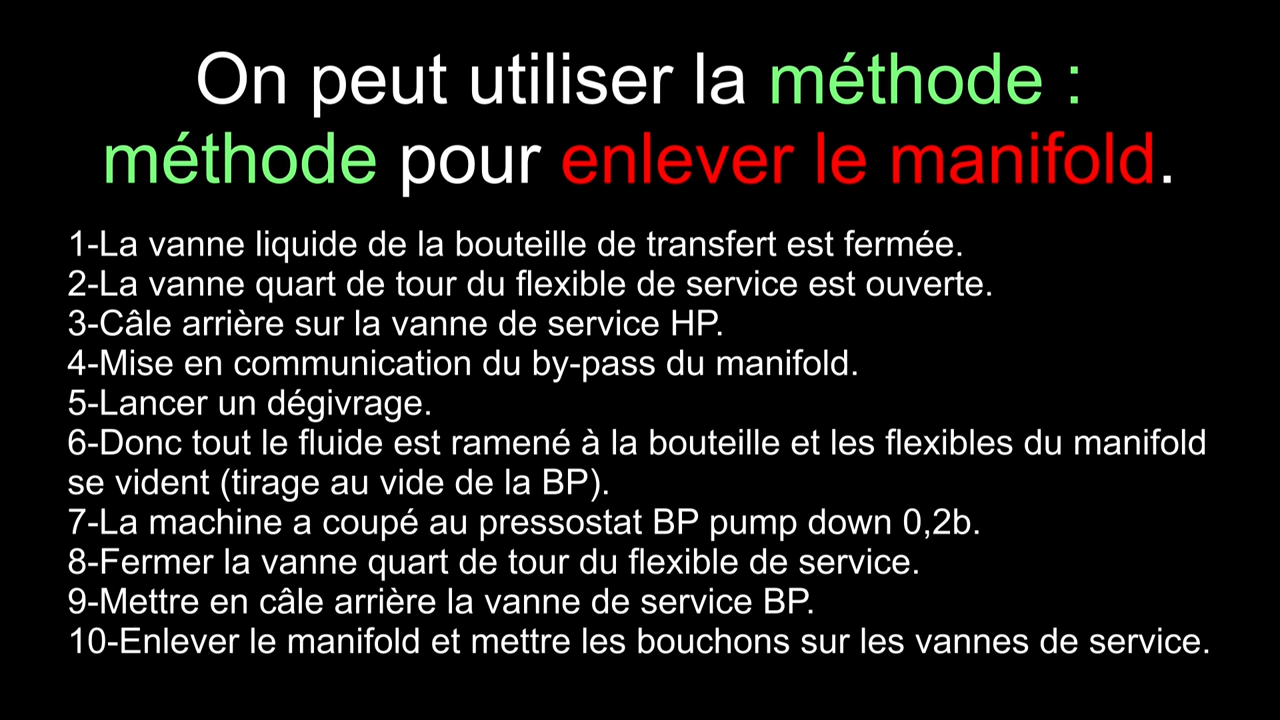 On peut utiliser la méthode :
méthode pour enlever le manifold.
1-La vanne liquide de la bouteille de transfert est fermée.
2-La vanne quart de tour du flexible de service est ouverte.
3-Câle arrière sur la vanne de service HP.
4-Mise en communication du by-pass du manifold.
5-Lancer un dégivrage.
6-Donc tout le fluide est ramené à la bouteille et les flexibles du manifold
se vident (tirage au vide de la BP).
7-La machine a coupé au pressostat BP pump down 0,2b.
8-Fermer la vanne quart de tour du flexible de service.
9-Mettre en câle arrière la vanne de service BP.
10-Enlever le manifold et mettre les bouchons sur les vannes de service.